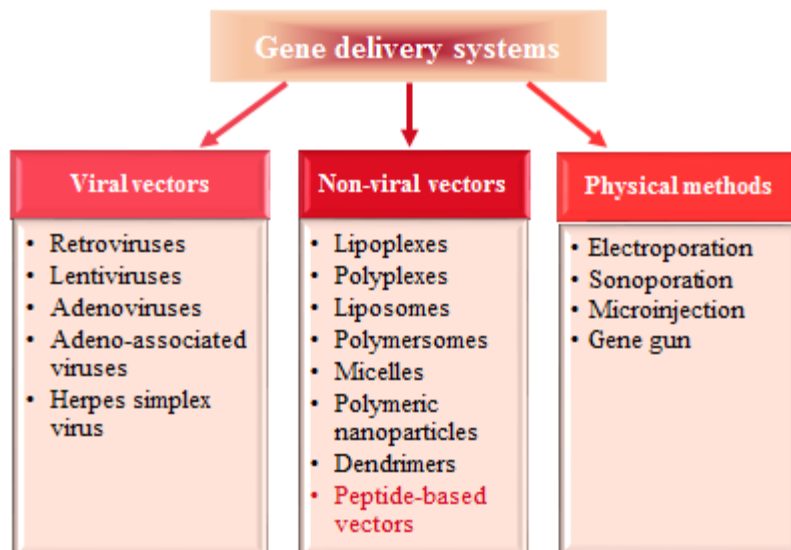 Gene delivery systems
Viral vectors
• Retroviruses
• Lentiviruses
• Adenoviruses
• Adeno-associated
viruses
• Herpes simplex
virus
Non-viral vectors
• Lipoplexes
• Polyplexes
• Liposomes
• Polymersomes
• Micelles
• Polymeric
nanoparticles
• Dendrimers
• Peptide-based
vectors
Physical methods
• Electroporation
• Sonoporation
• Microinjection
• Gene gun